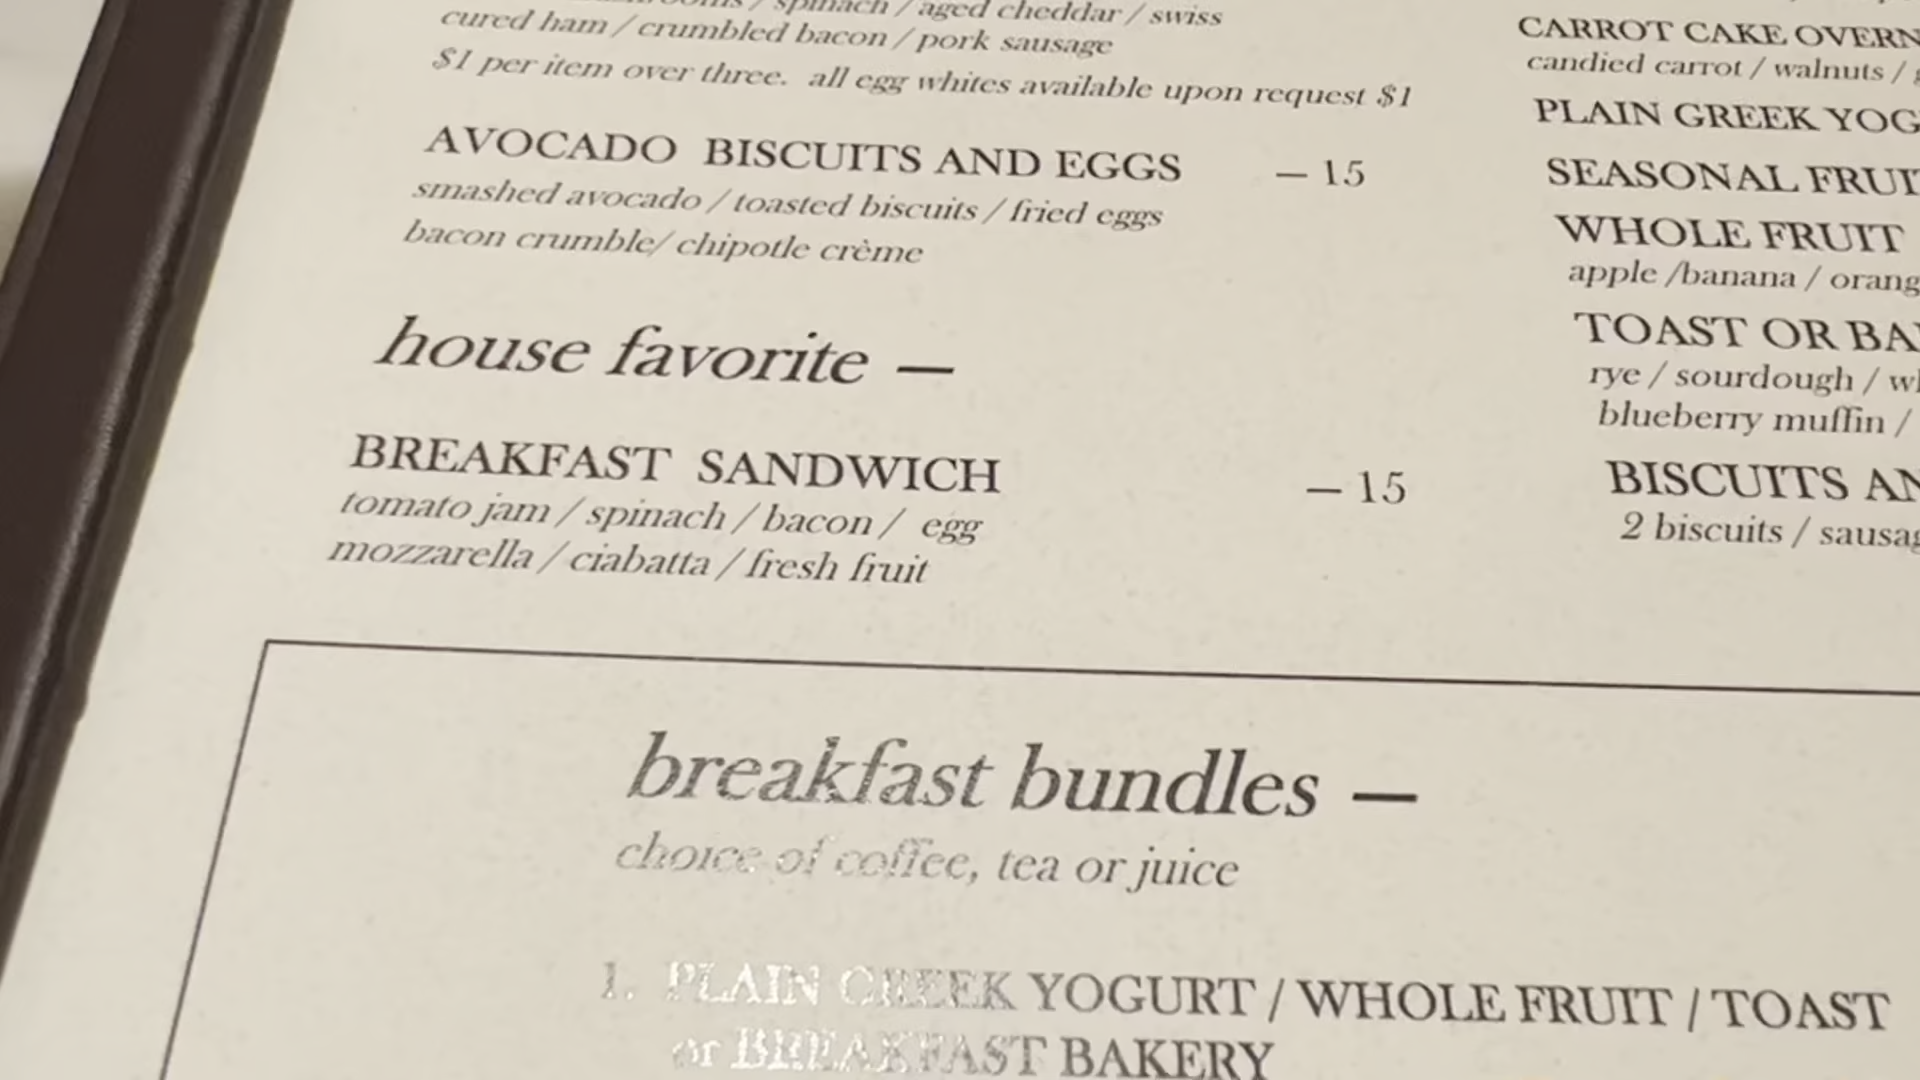 / spinach / aged cheddar / swiss
cured ham / crumbled bacon / pork sausage
$1 per item over three. all egg whites available upon request $1
AVOCADO BISCUITS AND EGGS — 15
smashed avocado / toasted biscuits / fried eggs
bacon crumble/ chipotle crème
house favorite —
BREAKFAST SANDWICH — 15
tomato jam / spinach / bacon / egg
mozzarella / ciabatta / fresh fruit
CARROT CAKE
candied carrot / walnuts /
PLAIN GREEK
SEASONAL
WHOLE FRUIT
apple /banana /
TOAST OR
rye / sourdough /
blueberry muffin /
BISCUITS
2 biscuits /
breakfast bundles —
choice of coffee, tea or juice
1. PLAIN GREEK YOGURT / WHOLE FRUIT / TOAST
or BREAKFAST BAKERY